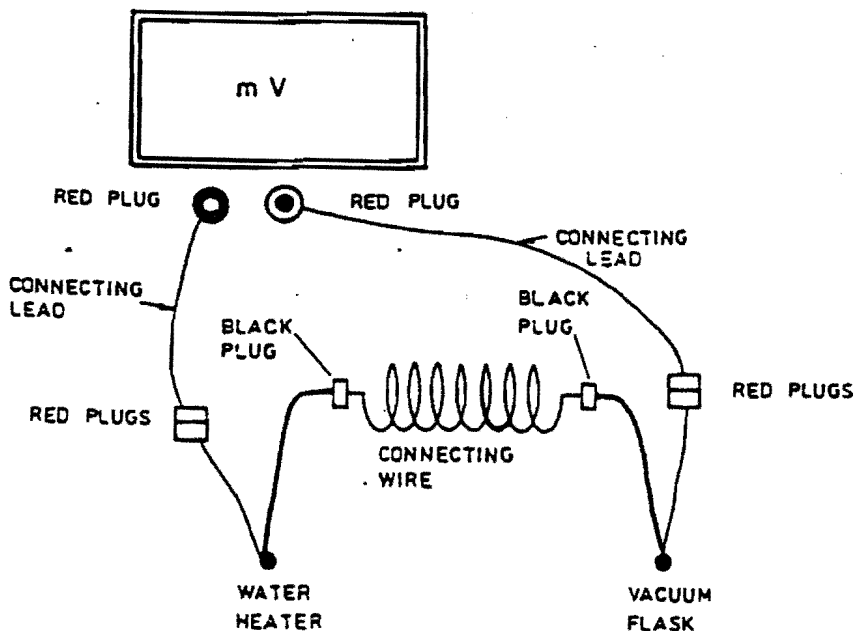 m V
RED PLUG
RED PLUG
CONNECTING
LEAD
CONNECTING
LEAD
BLACK
PLUG
BLACK
PLUG
RED PLUGS
RED PLUGS
CONNECTING
WIRE
WATER
HEATER
VACUUM
FLASK